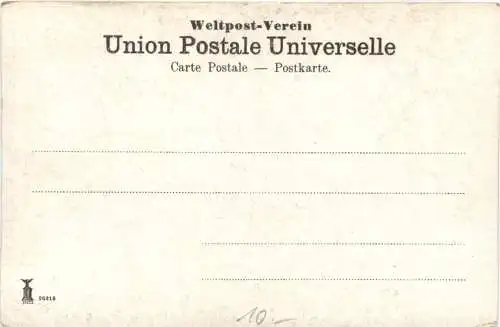 Weltpost-Verein
Union Postale Universelle
Carte Postale — Postkarte.
10.-